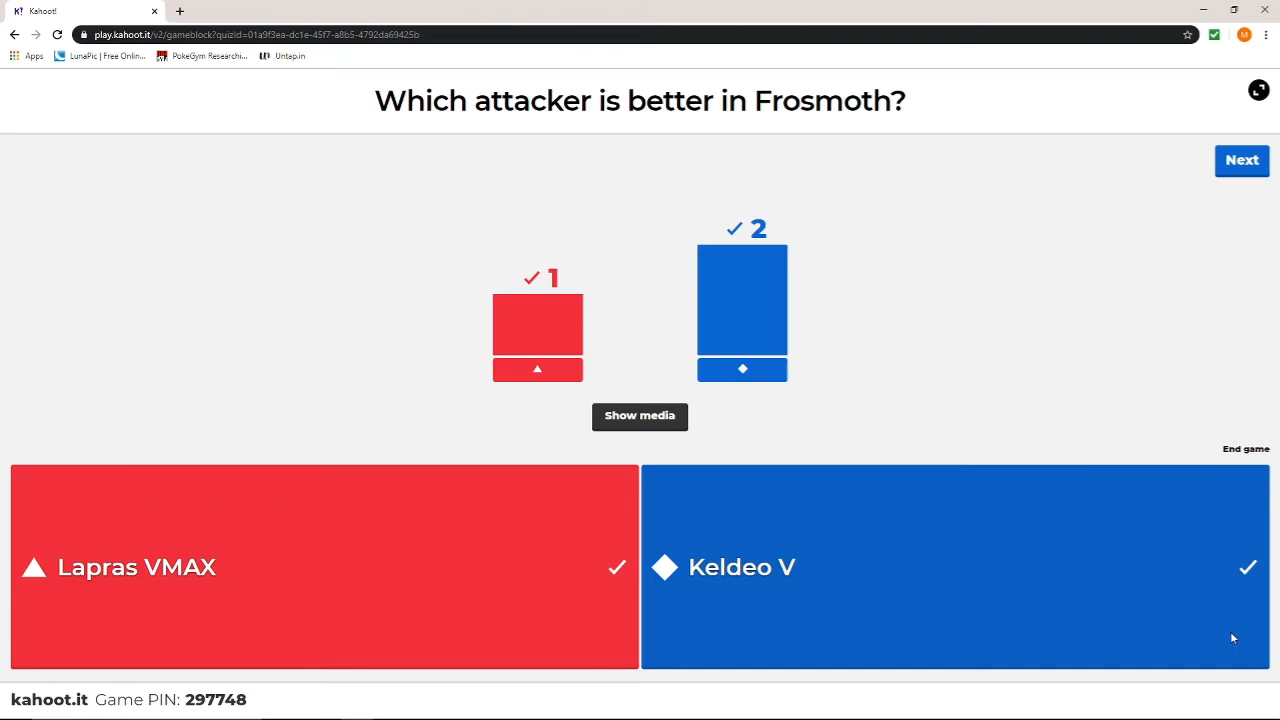 K! Kahoot!
play.kahoot.it/v2/gameblock?quizId=01a9f3ea-dc1e-45f7-a8b5-4792da69425b
M
Apps LunaPic | Free Onlin... PokeGym Researchi... Untap.in
Which attacker is better in Frosmoth?
Next
2
1
Show media
End game
Lapras VMAX
Keldeo V
kahoot.it Game PIN: 297748